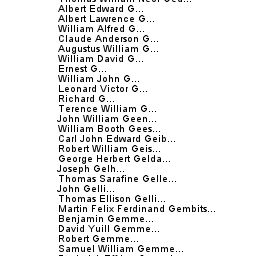 Albert Edward G...
Albert Lawrence G...
William Alfred G...
Claude Anderson G...
Augustus William G...
William David G...
Ernest G...
William John G...
Leonard Victor G...
Richard G...
Terence William G...
John William Geen...
William Booth Gees...
Carl John Edward Geib...
Robert William Geis...
George Herbert Gelda...
Joseph Gelh...
Thomas Sarafine Gelle...
John Gelli...
Thomas Ellison Gelli...
Martin Felix Ferdinand Gembits...
Benjamin Gemme...
David Yuill Gemme...
Robert Gemme...
Samuel William Gemme...